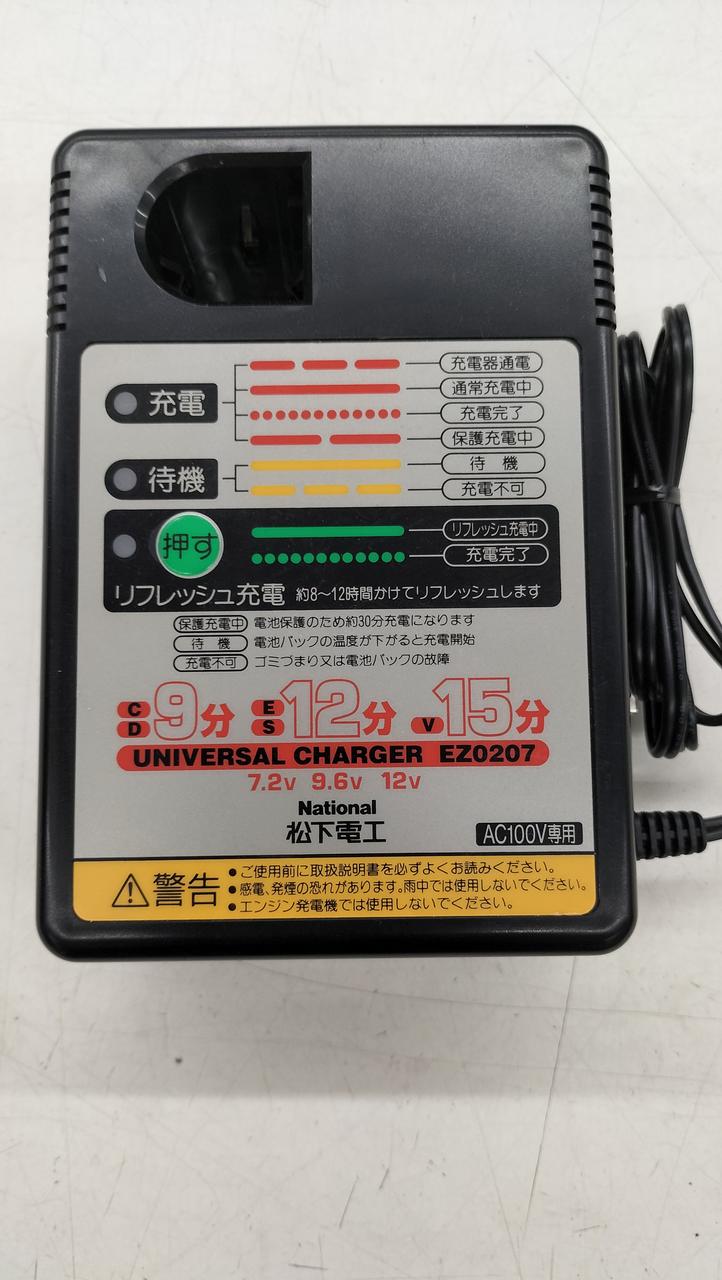 充電器通電
通常充電中
充電
充電完了
保護充電中
待機
待機
充電不可
押す
リフレッシュ充電中
充電完了
リフレッシュ充電 約8〜12時間かけてリフレッシュします
保護充電中 電池保護のため約30分充電になります
待機 電池パックの温度が下がると充電開始
充電不可 ゴミづまり又は電池パックの故障
C D 9分 E S 12分 V 15分
UNIVERSAL CHARGER EZ0207
7.2V 9.6V 12V
National
松下電工 AC100V専用
警告
•ご使用前に取扱説明書を必ずよくお読みください。
•感電、発煙の恐れがあります。雨中では使用しないでください。
•エンジン発電機では使用しないでください。